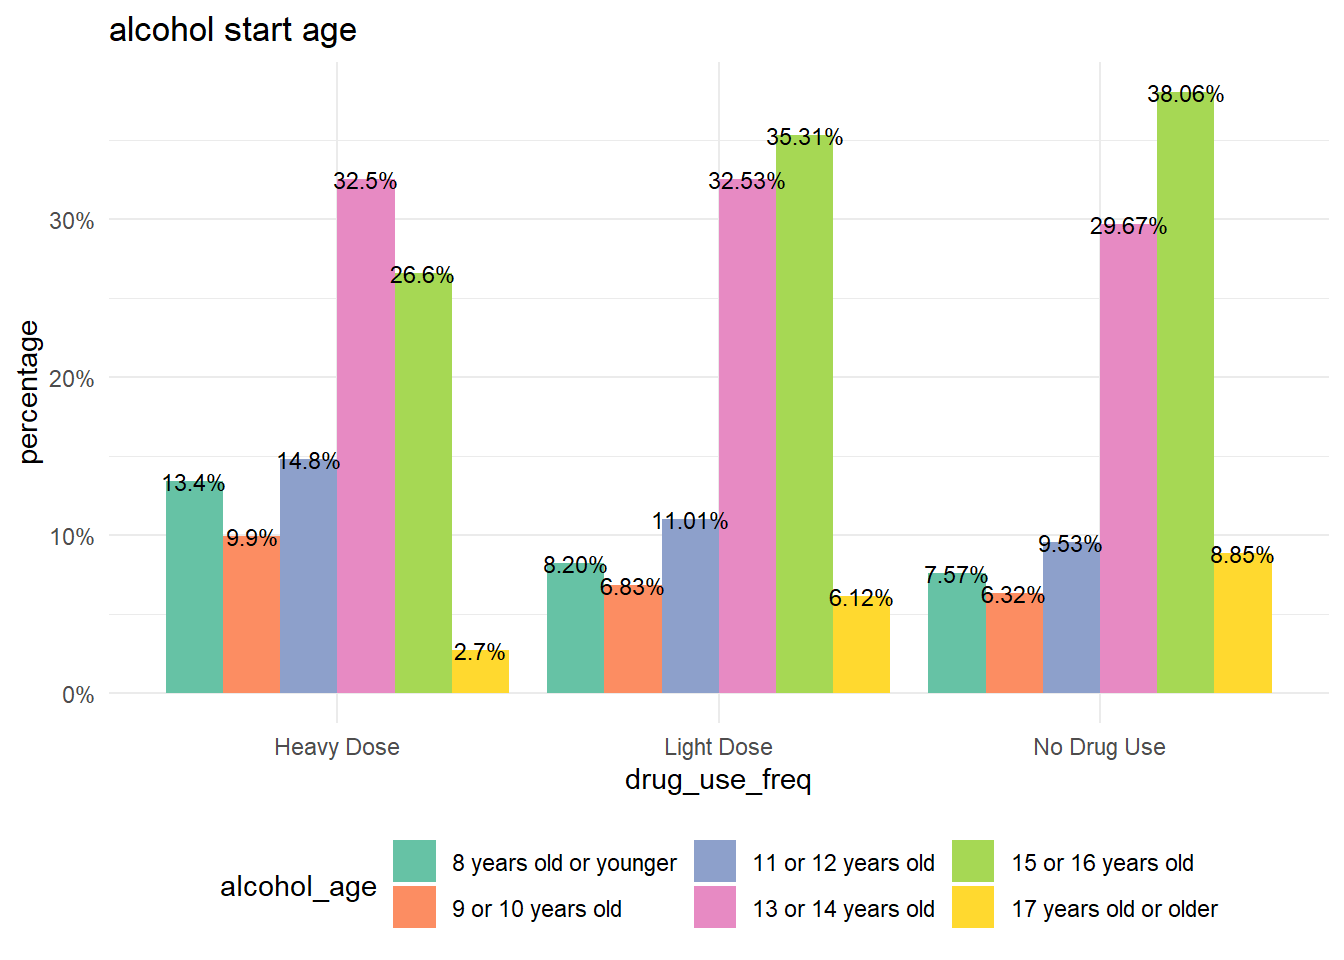 alcohol start age
percentage
30%
20%
10%
0%
13.4%
9.9%
14.8%
32.5%
26.6%
2.7%
8.20%
6.83%
11.01%
32.53%
35.31%
6.12%
7.57%
6.32%
9.53%
29.67%
38.06%
8.85%
Heavy Dose
Light Dose
No Drug Use
drug_use_freq
alcohol_age
8 years old or younger
9 or 10 years old
11 or 12 years old
13 or 14 years old
15 or 16 years old
17 years old or older